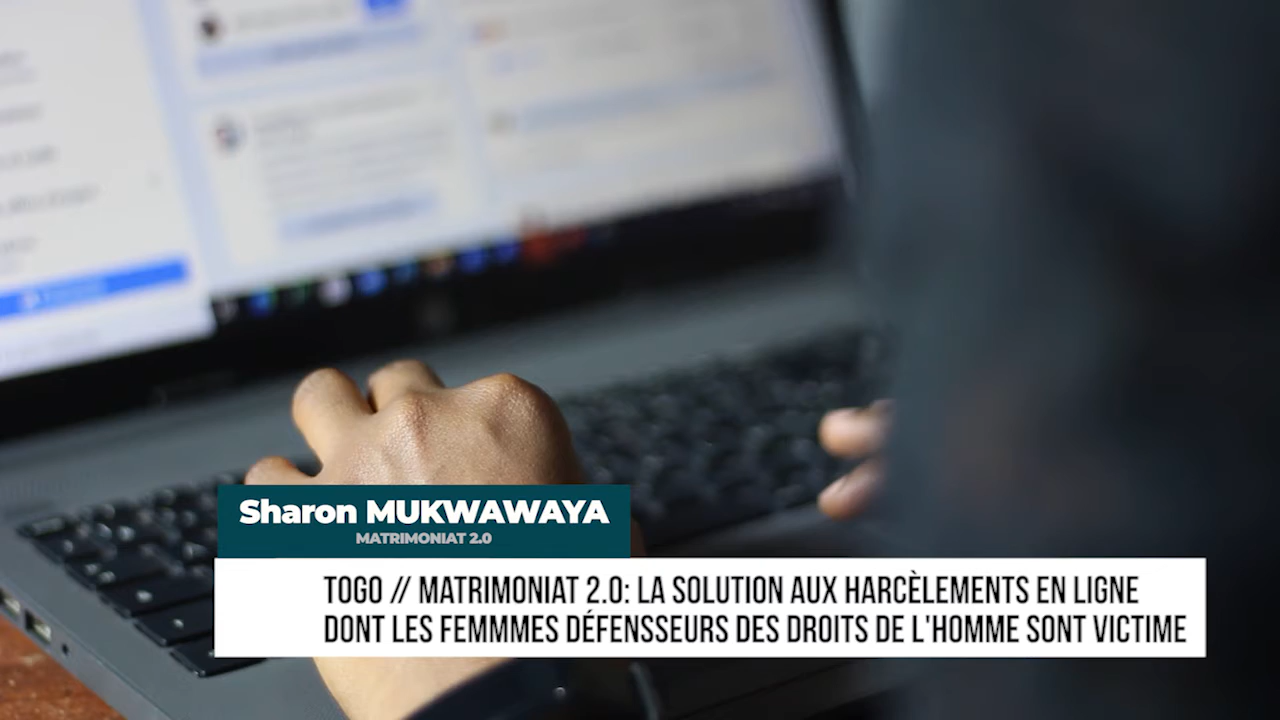 Sharon MUKWAWAYA
MATRIMONIAT 2.0
TOGO // MATRIMONIAT 2.0: LA SOLUTION AUX HARCÈLEMENTS EN LIGNE
DONT LES FEMMMES DÉFENSSEURS DES DROITS DE L'HOMME SONT VICTIME